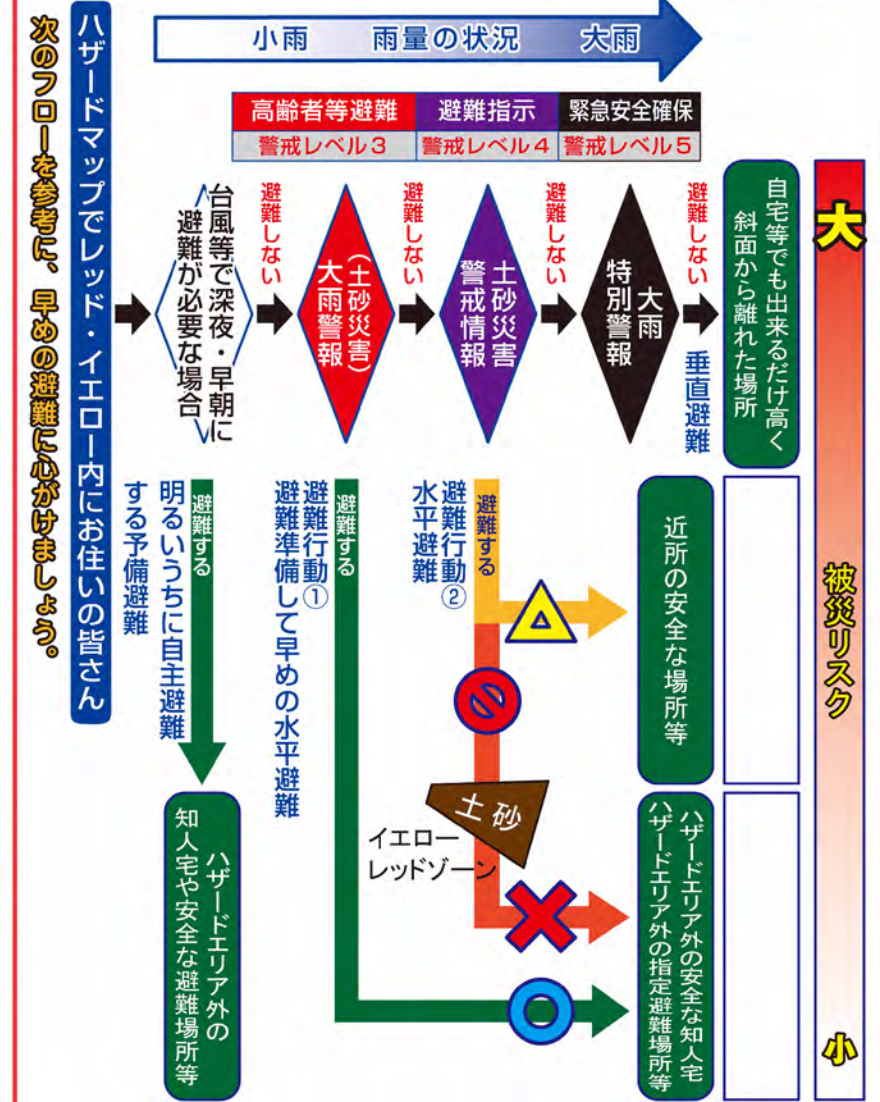 ハザードマップでレッド・イエロー内にお住いの皆さん
次のフローを参考に、早めの避難に心がけましょう。
小雨 雨量の状況 大雨
高齢者等避難 避難指示 緊急安全確保
警戒レベル3 警戒レベル4 警戒レベル5
台風等で深夜・早朝に
避難が必要な場合
避難しない
(土砂災害)
大雨警報
避難しない
土砂災害
警戒情報
避難しない
大雨
特別警報
避難しない
垂直避難
自宅等でも出来るだけ高く
斜面から離れた場所
避難する
明るいうちに自主避難
する予備避難
ハザードエリア外の
知人宅や安全な避難場所等
避難する
避難行動①
避難準備して早めの水平避難
避難する
避難行動②
水平避難
土砂
イエロー
レッドゾーン
近所の安全な場所等
ハザードエリア外の安全な知人宅
ハザードエリア外の指定避難場所等
大
被災リスク
小